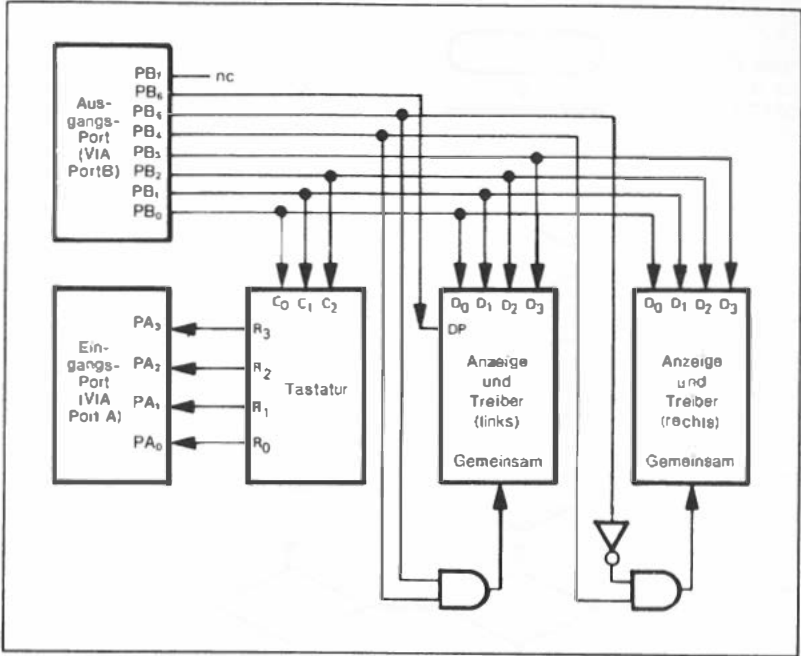 Aus-
gangs-
Port
(VIA
PortB)
PB₇
PB₆
PB₅
PB₄
PB₃
PB₂
PB₁
PB₀
nc
Ein-
gangs-
Port
(VIA
Port A)
PA₃
PA₂
PA₁
PA₀
C₀ C₁ C₂
R₃
R₂
R₁
R₀
Tastatur
D₀ D₁ D₂ D₃
DP
Anzeige
und
Treiber
(links)
Gemeinsam
D₀ D₁ D₂ D₃
Anzeige
und
Treiber
(rechts)
Gemeinsam